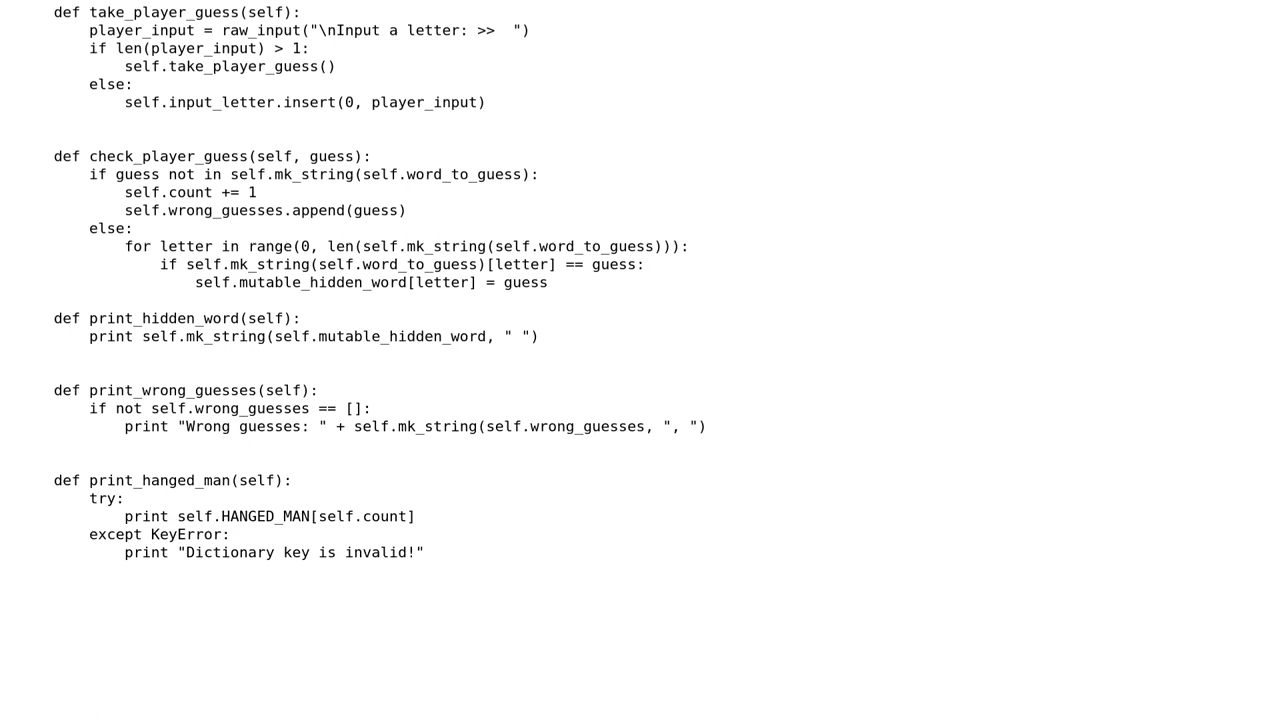 def take_player_guess(self):
    player_input = raw_input("\nInput a letter: >>  ")
    if len(player_input) > 1:
        self.take_player_guess()
    else:
        self.input_letter.insert(0, player_input)


def check_player_guess(self, guess):
    if guess not in self.mk_string(self.word_to_guess):
        self.count += 1
        self.wrong_guesses.append(guess)
    else:
        for letter in range(0, len(self.mk_string(self.word_to_guess))):
            if self.mk_string(self.word_to_guess)[letter] == guess:
                self.mutable_hidden_word[letter] = guess

def print_hidden_word(self):
    print self.mk_string(self.mutable_hidden_word, " ")


def print_wrong_guesses(self):
    if not self.wrong_guesses == []:
        print "Wrong guesses: " + self.mk_string(self.wrong_guesses, ", ")


def print_hanged_man(self):
    try:
        print self.HANGED_MAN[self.count]
    except KeyError:
        print "Dictionary key is invalid!"